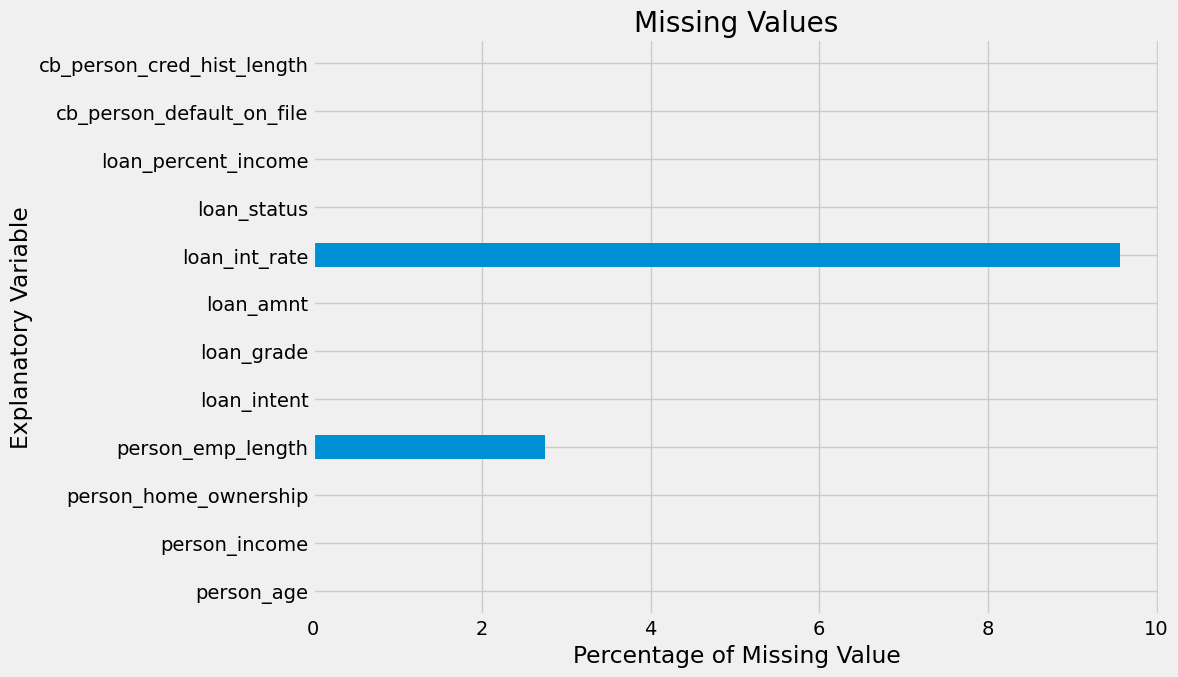 Missing Values
cb_person_cred_hist_length
cb_person_default_on_file
loan_percent_income
loan_status
loan_int_rate
loan_amnt
loan_grade
loan_intent
person_emp_length
person_home_ownership
person_income
person_age
Explanatory Variable
0 2 4 6 8 10
Percentage of Missing Value